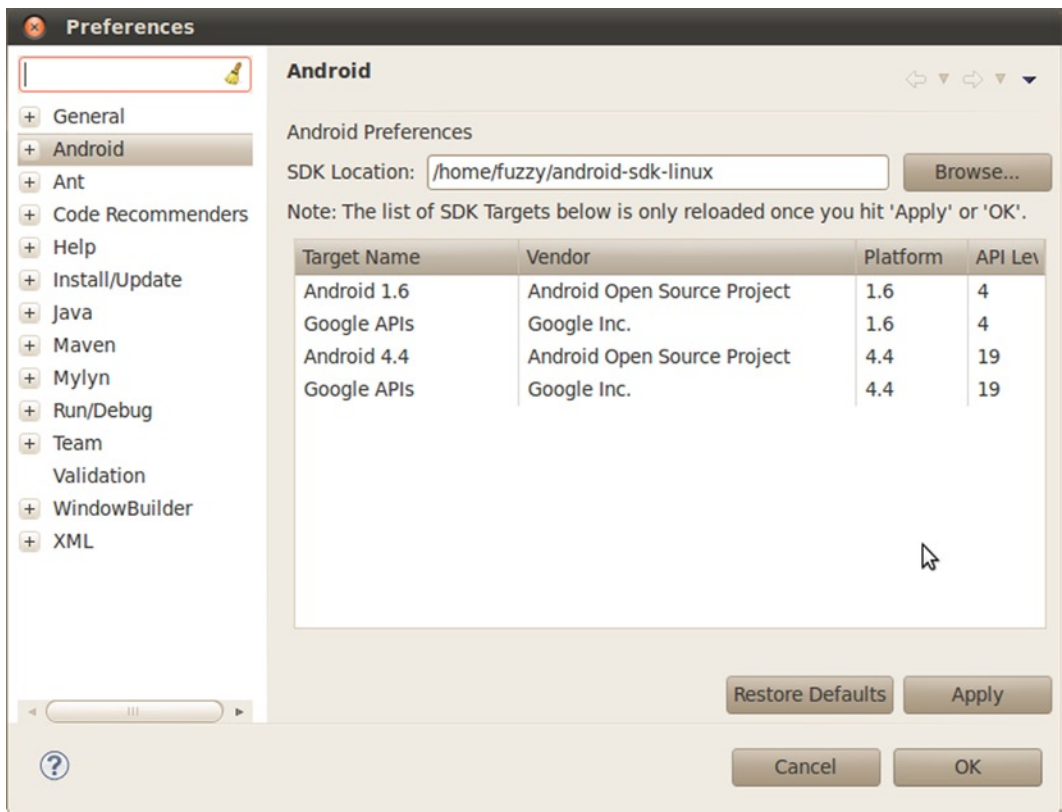 Preferences
General
Android
Ant
Code Recommenders
Help
Install/Update
Java
Maven
Mylyn
Run/Debug
Team
Validation
WindowBuilder
XML
Android
Android Preferences
SDK Location: /home/fuzzy/android-sdk-linux Browse...
Note: The list of SDK Targets below is only reloaded once you hit 'Apply' or 'OK'.
Target Name Vendor Platform API Lev
Android 1.6 Android Open Source Project 1.6 4
Google APIs Google Inc. 1.6 4
Android 4.4 Android Open Source Project 4.4 19
Google APIs Google Inc. 4.4 19
Restore Defaults Apply
? Cancel OK